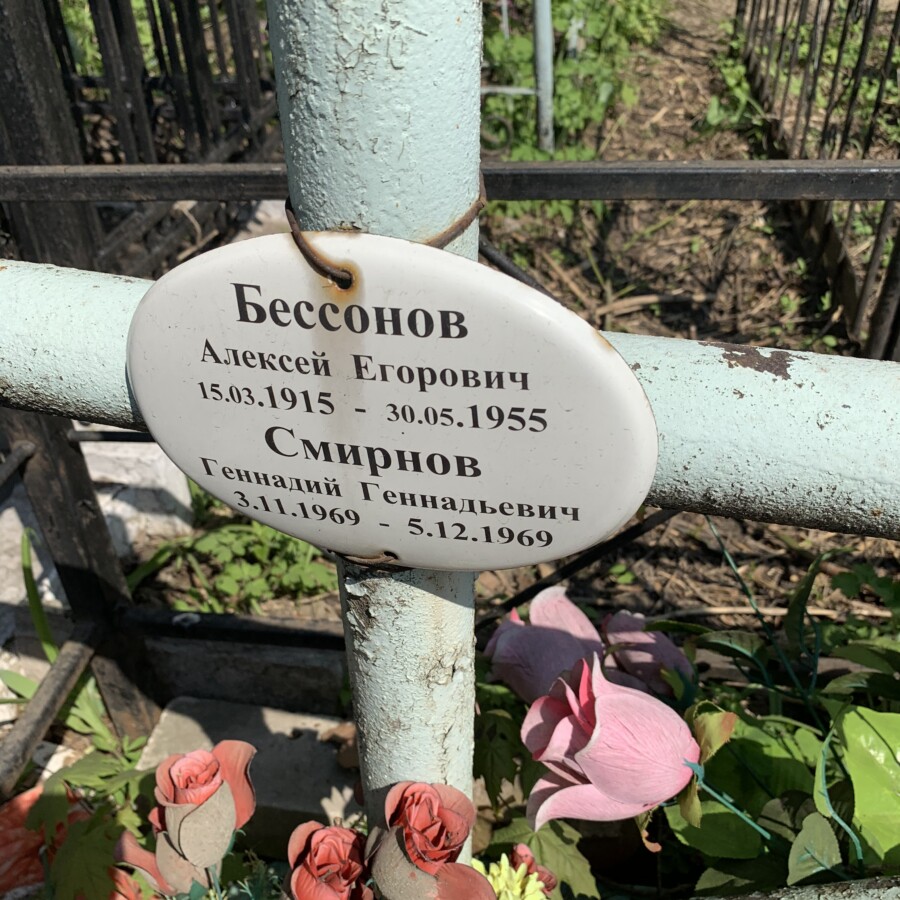 Бессонов
Алексей Егорович
15.03.1915 - 30.05.1955
Смирнов
Геннадий Геннадьевич
3.11.1969 - 5.12.1969